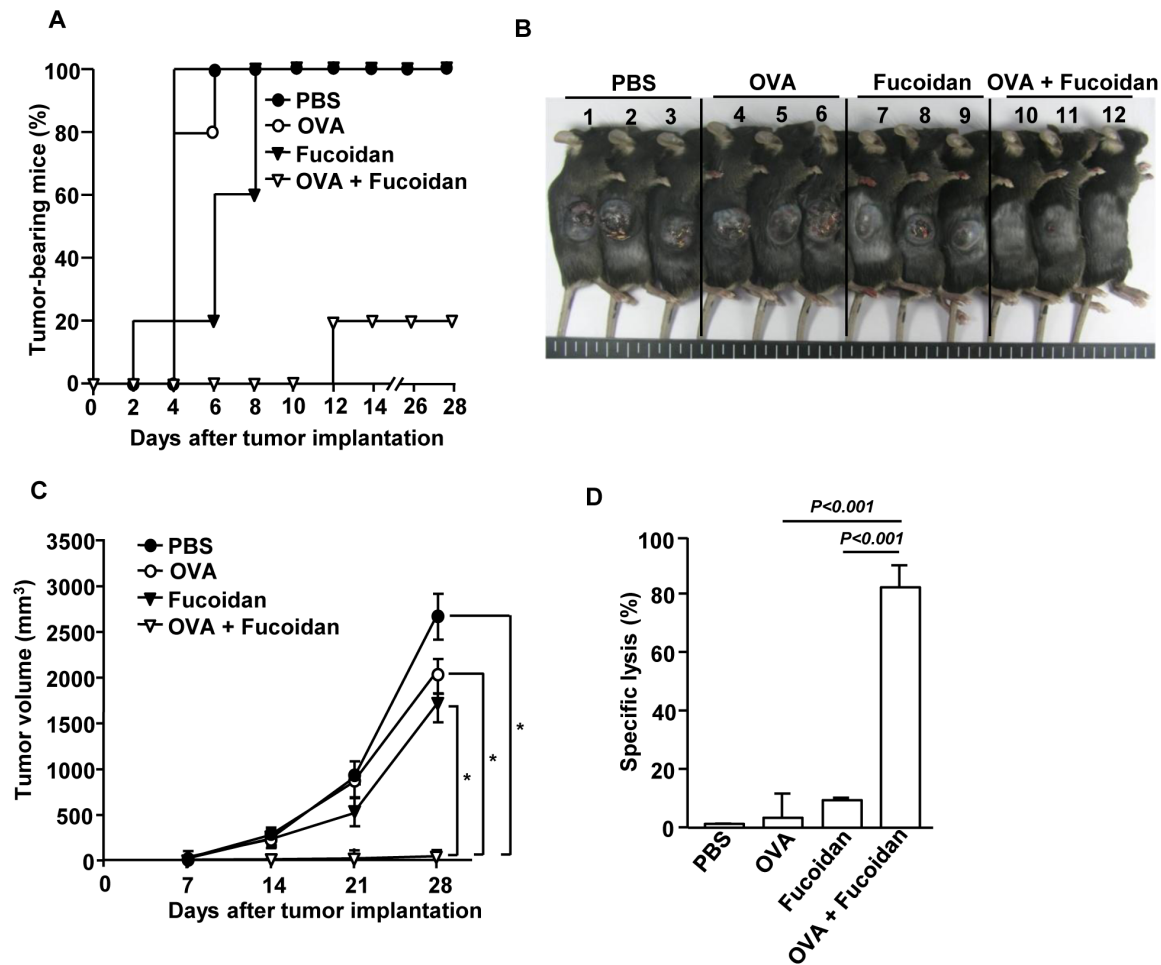 A
100
80
60
40
20
0
Tumor-bearing mice (%)
PBS
OVA
Fucoidan
OVA + Fucoidan
0 2 4 6 8 10 12 14 26 28
Days after tumor implantation
B
PBS OVA Fucoidan OVA + Fucoidan
1 2 3 4 5 6 7 8 9 10 11 12
C
3500
3000
2500
2000
1500
1000
500
0
Tumor volume (mm³)
PBS
OVA
Fucoidan
OVA + Fucoidan
*
*
*
0 7 14 21 28
Days after tumor implantation
D
P<0.001
P<0.001
100
80
60
40
20
0
Specific lysis (%)
PBS
OVA
Fucoidan
OVA + Fucoidan